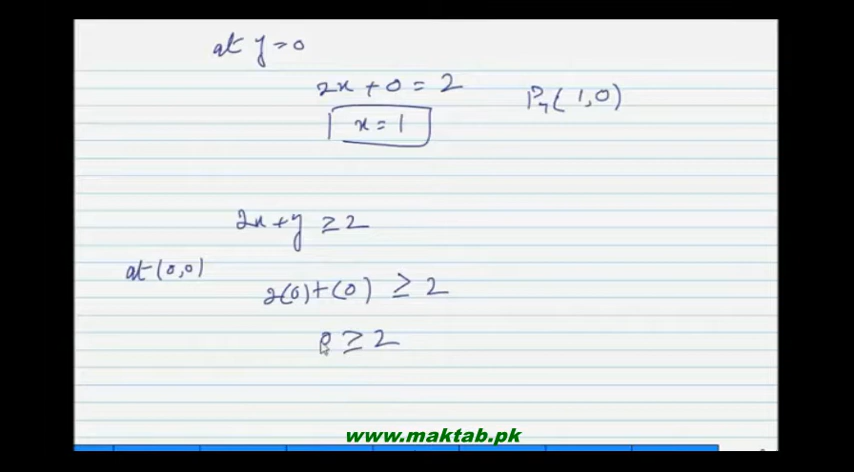 at y = 0
2x + 0 = 2
P₄(1,0)
x = 1
2x + y ≥ 2
at (0,0)
2(0)+(0) ≥ 2
0 ≥ 2
www.maktab.pk